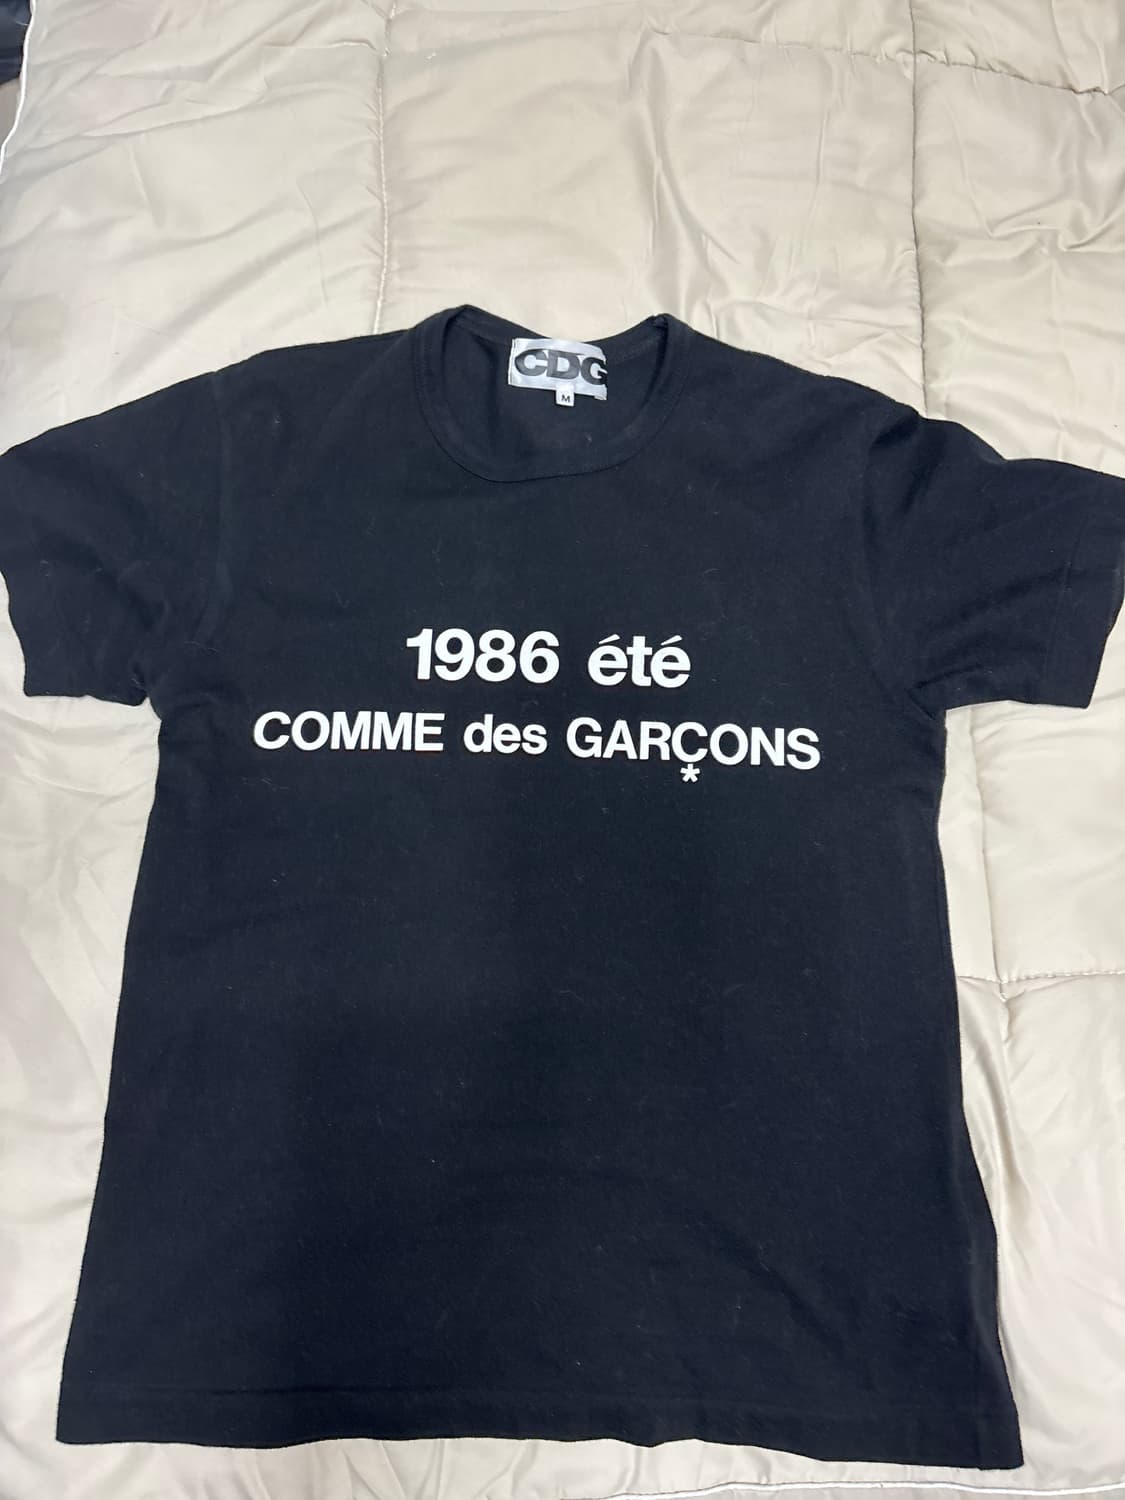 CDG
M
1986 été
COMME des GARÇONS
*